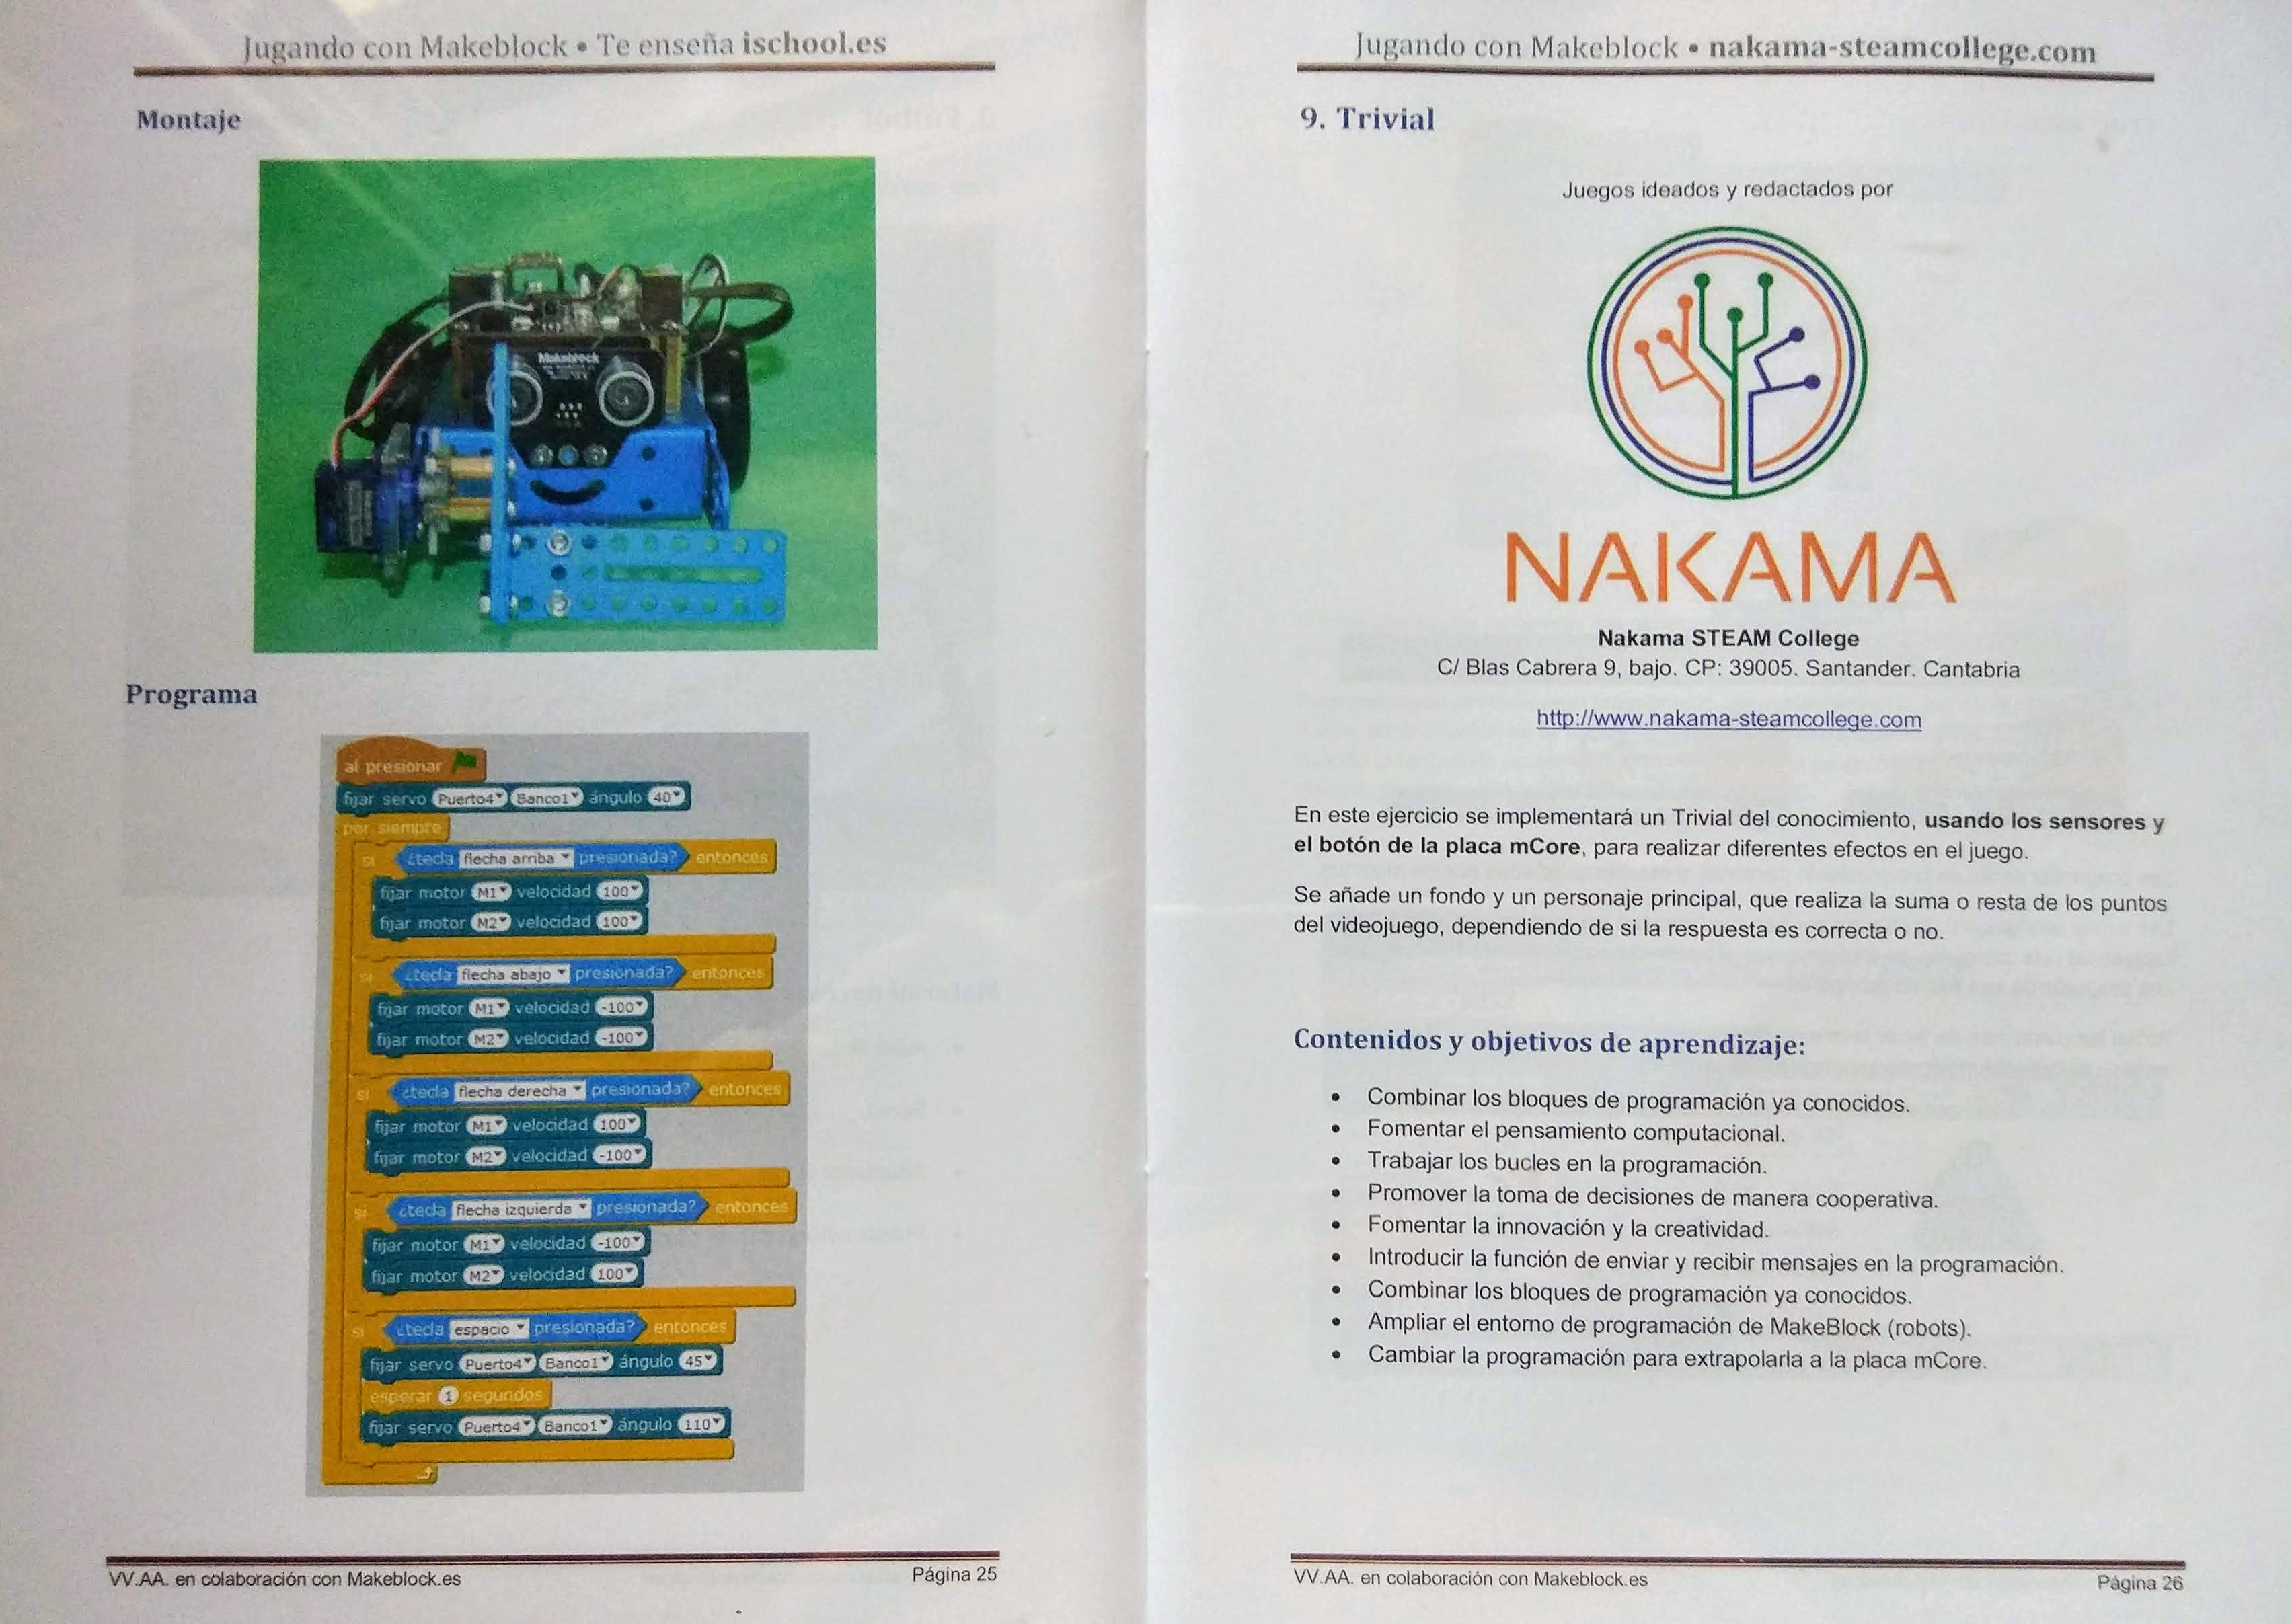 Jugando con Makeblock • Te enseña ischool.es
Montaje
Makeblock
Programa
al presionar
fijar servo Puerto4 Banco1 ángulo 40
por siempre
si ¿tecla flecha arriba presionada? entonces
fijar motor M1 velocidad 100
fijar motor M2 velocidad 100
si ¿tecla flecha abajo presionada? entonces
fijar motor M1 velocidad -100
fijar motor M2 velocidad -100
si ¿tecla flecha derecha presionada? entonces
fijar motor M1 velocidad 100
fijar motor M2 velocidad -100
si ¿tecla flecha izquierda presionada? entonces
fijar motor M1 velocidad -100
fijar motor M2 velocidad 100
si ¿tecla espacio presionada? entonces
fijar servo Puerto4 Banco1 ángulo 45
esperar 1 segundos
fijar servo Puerto4 Banco1 ángulo 110
VV.AA. en colaboración con Makeblock.es
Página 25
Jugando con Makeblock • nakama-steamcollege.com
9. Trivial
Juegos ideados y redactados por
NAKAMA
Nakama STEAM College
C/ Blas Cabrera 9, bajo. CP: 39005. Santander. Cantabria
http://www.nakama-steamcollege.com
En este ejercicio se implementará un Trivial del conocimiento, usando los sensores y
el botón de la placa mCore, para realizar diferentes efectos en el juego.
Se añade un fondo y un personaje principal, que realiza la suma o resta de los puntos
del videojuego, dependiendo de si la respuesta es correcta o no.
Contenidos y objetivos de aprendizaje:
• Combinar los bloques de programación ya conocidos.
• Fomentar el pensamiento computacional.
• Trabajar los bucles en la programación.
• Promover la toma de decisiones de manera cooperativa.
• Fomentar la innovación y la creatividad.
• Introducir la función de enviar y recibir mensajes en la programación.
• Combinar los bloques de programación ya conocidos.
• Ampliar el entorno de programación de MakeBlock (robots).
• Cambiar la programación para extrapolarla a la placa mCore.
VV.AA. en colaboración con Makeblock.es
Página 26